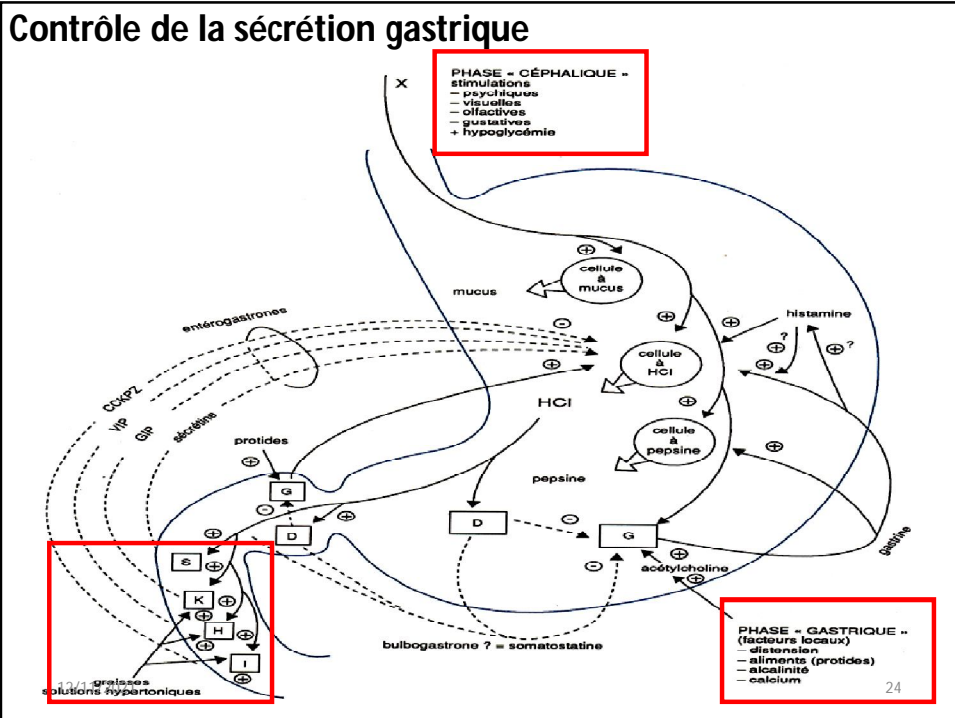 Contrôle de la sécrétion gastrique
X
PHASE « CÉPHALIQUE »
stimulations
– psychiques
– visuelles
– olfactives
– gustatives
+ hypoglycémie
+
cellule
à
mucus
mucus
entérogastrones
-
+
+
histamine
? +
+ ?
+
+
cellule
à
HCl
HCl
CCKPZ
VIP
GIP
sécrétine
+
cellule
à
pepsine
+
protides
+
pepsine
G
-
D
+
D
-
G
gastrine
+
S
+
-
+
acétylcholine
+
K
+
+
H
+
+
I
+
bulbogastrone ? = somatostatine
PHASE « GASTRIQUE »
(facteurs locaux)
– distension
– aliments (protides)
– alcalinité
– calcium
graisses
solutions hypertoniques
24